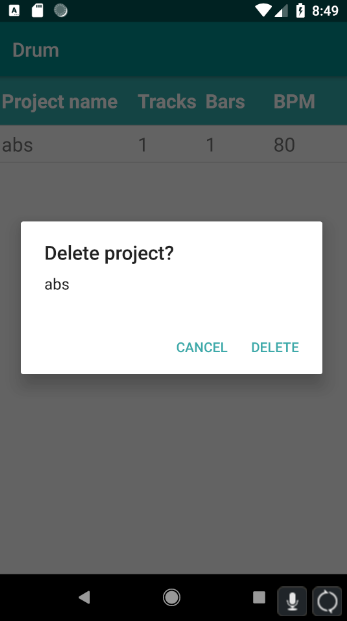 A 8:49
Drum
Project name Tracks Bars BPM
abs 1 1 80
Delete project?
abs
CANCEL DELETE